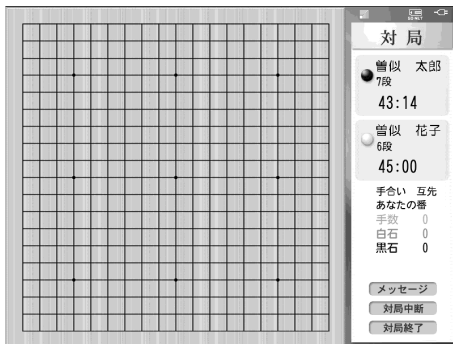 対局
曽似 太郎
7段
43:14
曽似 花子
6段
45:00
手合い 互先
あなたの番
手数 0
白石 0
黒石 0
メッセージ
対局中断
対局終了